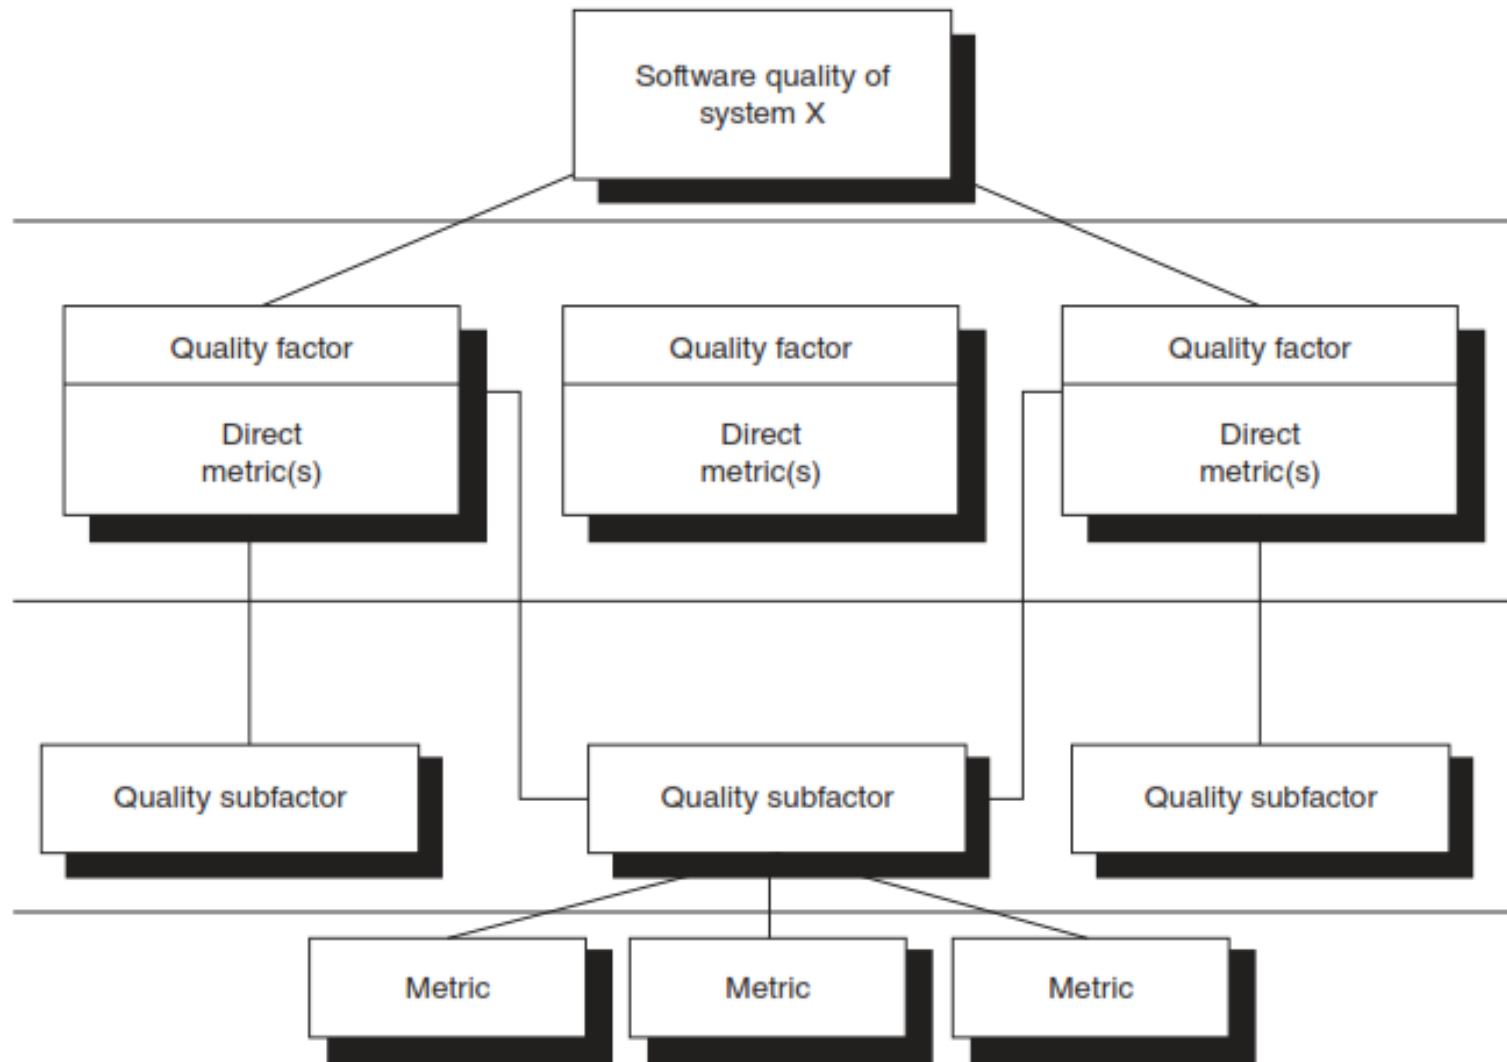 Software quality of
system X
Quality factor
Direct
metric(s)
Quality factor
Direct
metric(s)
Quality factor
Direct
metric(s)
Quality subfactor
Quality subfactor
Quality subfactor
Metric
Metric
Metric